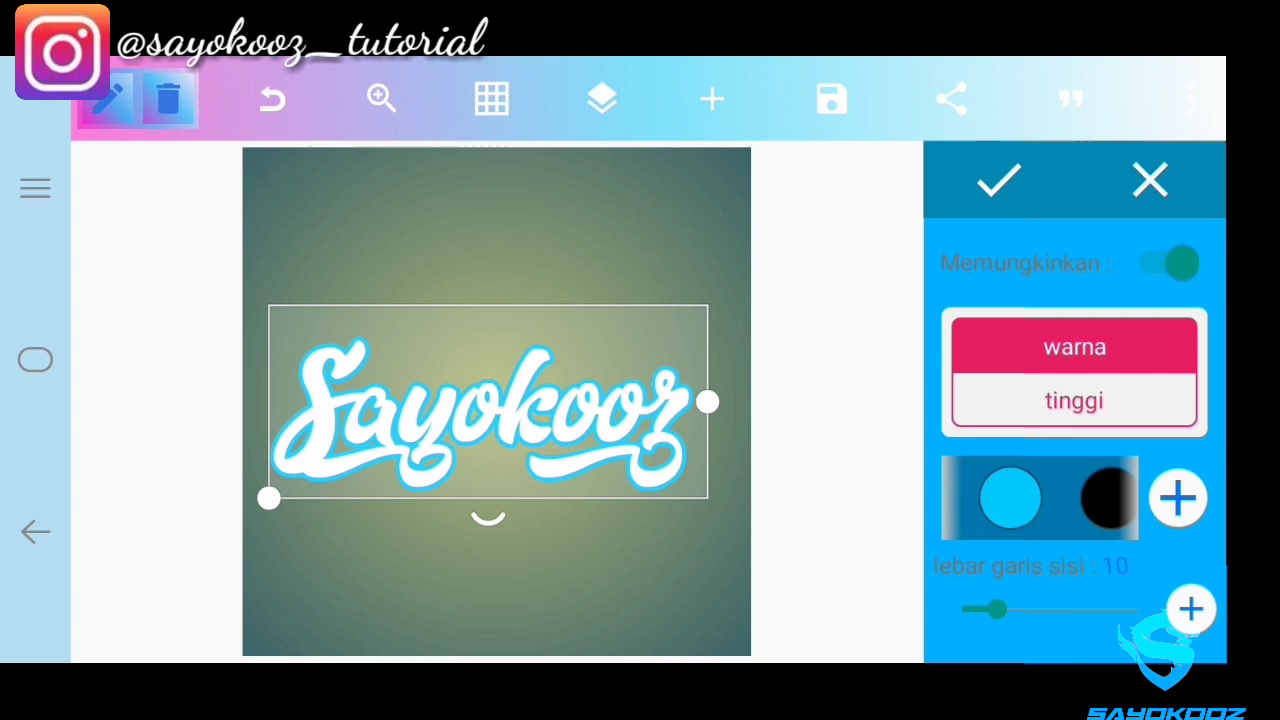 @sayokooz_tutorial
Memungkinkan :
warna
tinggi
Sayokooz
lebar garis sisi : 10
SAYOKOOZ